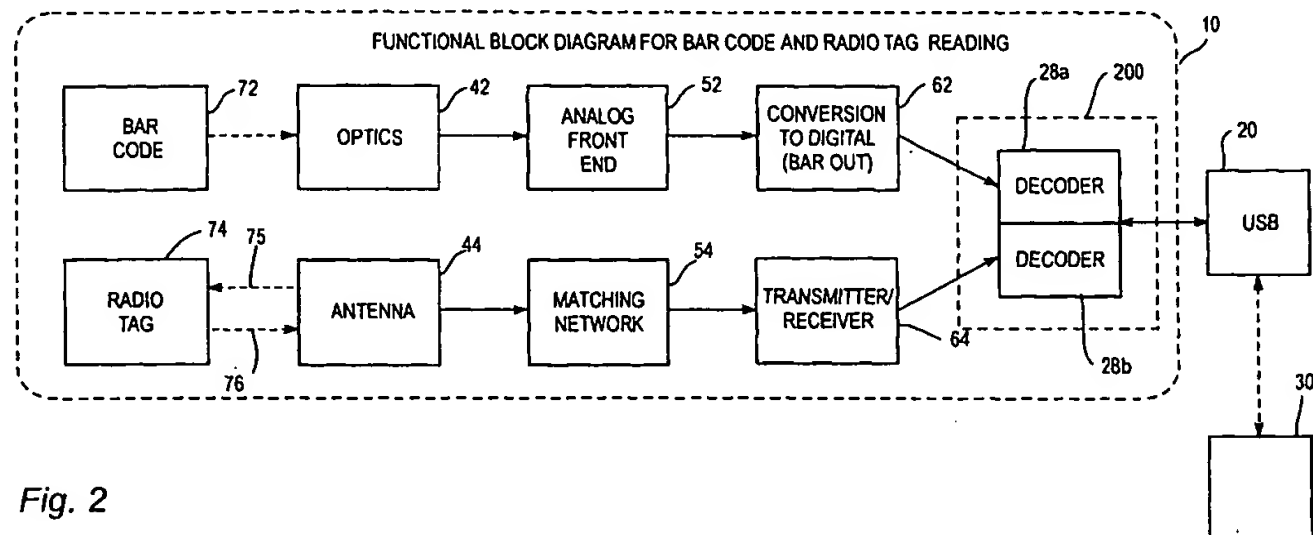 FUNCTIONAL BLOCK DIAGRAM FOR BAR CODE AND RADIO TAG READING
10
72
42
52
62
28a
200
20
BAR
CODE
OPTICS
ANALOG
FRONT
END
CONVERSION
TO DIGITAL
(BAR OUT)
DECODER
DECODER
USB
74
75
44
54
RADIO
TAG
ANTENNA
MATCHING
NETWORK
TRANSMITTER/
RECEIVER
64
76
28b
30
Fig. 2